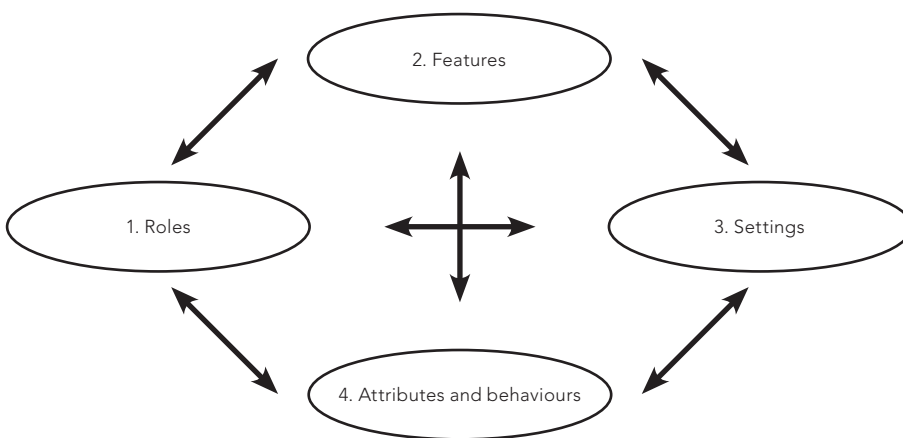 2. Features
1. Roles
3. Settings
4. Attributes and behaviours